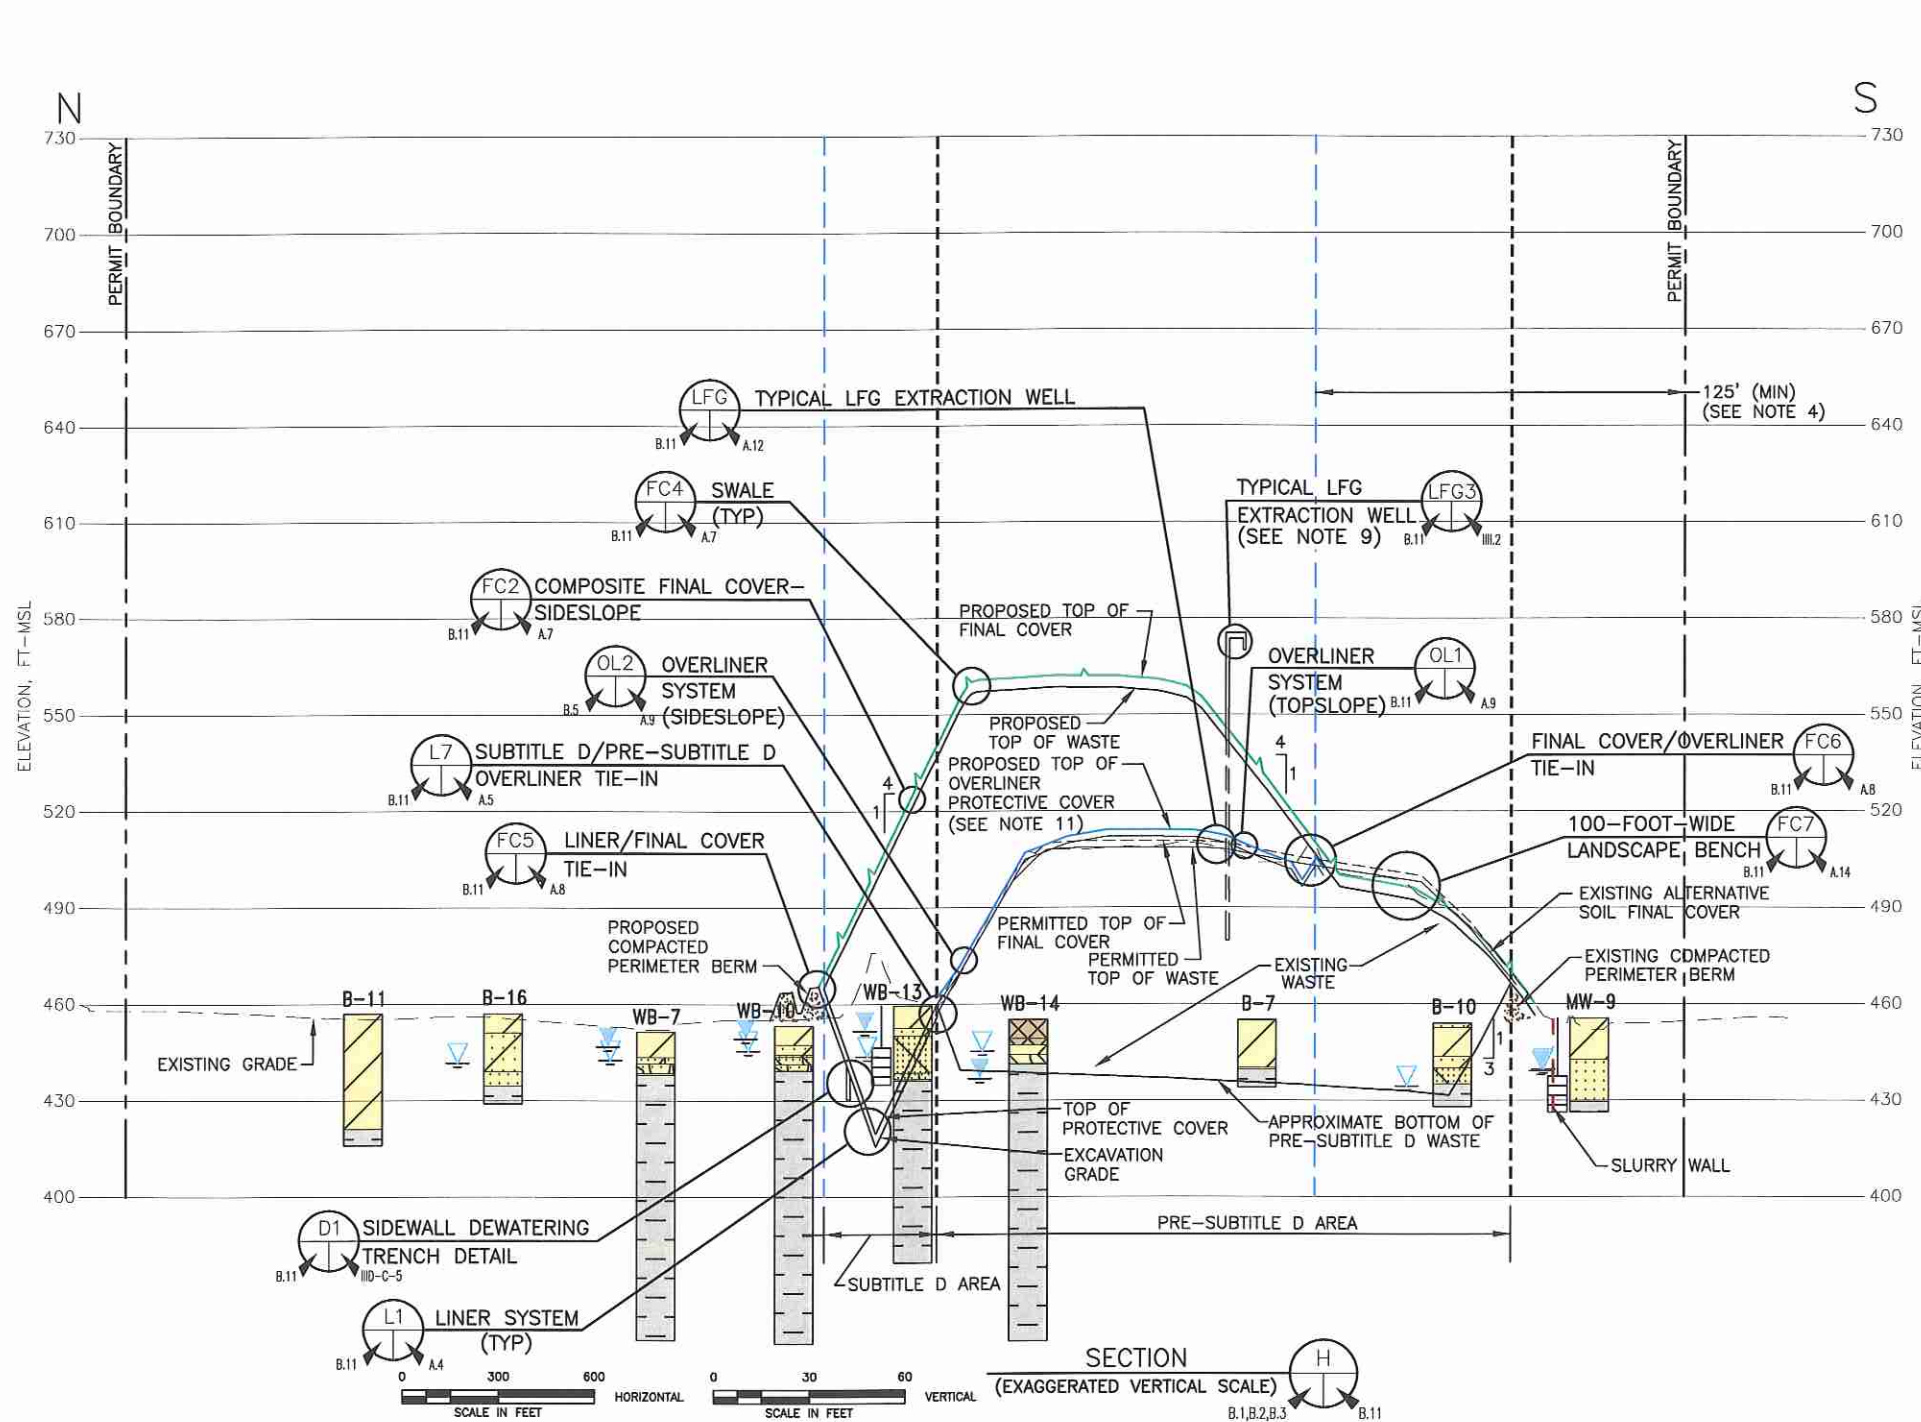 N
S
730
730
PERMIT BOUNDARY
PERMIT BOUNDARY
700
700
670
670
125' (MIN)
(SEE NOTE 4)
LFG
TYPICAL LFG EXTRACTION WELL
B.11
A.12
640
640
FC4
SWALE
(TYP)
B.11
A.7
TYPICAL LFG
EXTRACTION WELL
(SEE NOTE 9)
LFG3
B.11
IIII.2
610
610
FC2
COMPOSITE FINAL COVER-
SIDESLOPE
B.11
A.7
580
580
PROPOSED TOP OF
FINAL COVER
ELEVATION, FT-MSL
ELEVATION, FT-MSL
OL2
OVERLINER
SYSTEM
(SIDESLOPE)
B.5
A.9
OVERLINER
SYSTEM
(TOPSLOPE)
OL1
B.11
A.9
550
550
PROPOSED
TOP OF WASTE
4
1
FINAL COVER/OVERLINER
TIE-IN
FC6
B.11
A.8
L7
SUBTITLE D/PRE-SUBTITLE D
OVERLINER TIE-IN
B.11
A.5
PROPOSED TOP OF
OVERLINER
PROTECTIVE COVER
(SEE NOTE 11)
4
1
520
520
100-FOOT-WIDE
LANDSCAPE BENCH
FC7
B.11
A.14
FC5
LINER/FINAL COVER
TIE-IN
B.11
A.8
490
490
EXISTING ALTERNATIVE
SOIL FINAL COVER
PERMITTED TOP OF
FINAL COVER
PROPOSED
COMPACTED
PERIMETER BERM
PERMITTED
TOP OF WASTE
EXISTING
WASTE
EXISTING COMPACTED
PERIMETER BERM
460
460
B-11
B-16
WB-7
WB-10
WB-13
WB-14
B-7
B-10
MW-9
EXISTING GRADE
1
3
430
430
TOP OF
PROTECTIVE COVER
APPROXIMATE BOTTOM OF
PRE-SUBTITLE D WASTE
EXCAVATION
GRADE
SLURRY WALL
400
400
D1
SIDEWALL DEWATERING
TRENCH DETAIL
B.11
IIID-C-5
PRE-SUBTITLE D AREA
SUBTITLE D AREA
L1
LINER SYSTEM
(TYP)
B.11
A.4
0 300 600
HORIZONTAL
SCALE IN FEET
0 30 60
VERTICAL
SCALE IN FEET
SECTION
(EXAGGERATED VERTICAL SCALE)
H
B.1,B.2,B.3
B.11